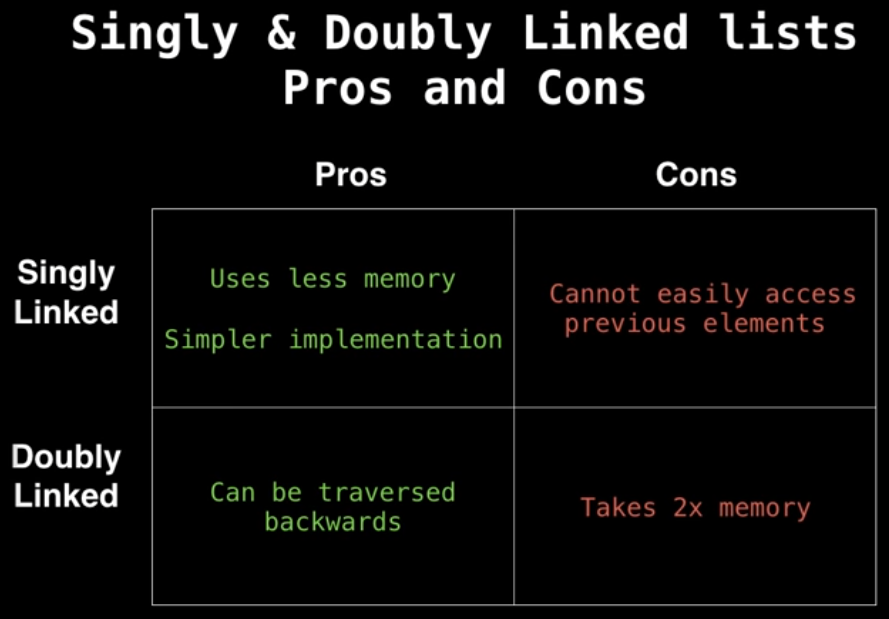 Singly & Doubly Linked lists
Pros and Cons
Pros
Cons
Singly
Linked
Uses less memory
Simpler implementation
Cannot easily access
previous elements
Doubly
Linked
Can be traversed
backwards
Takes 2x memory